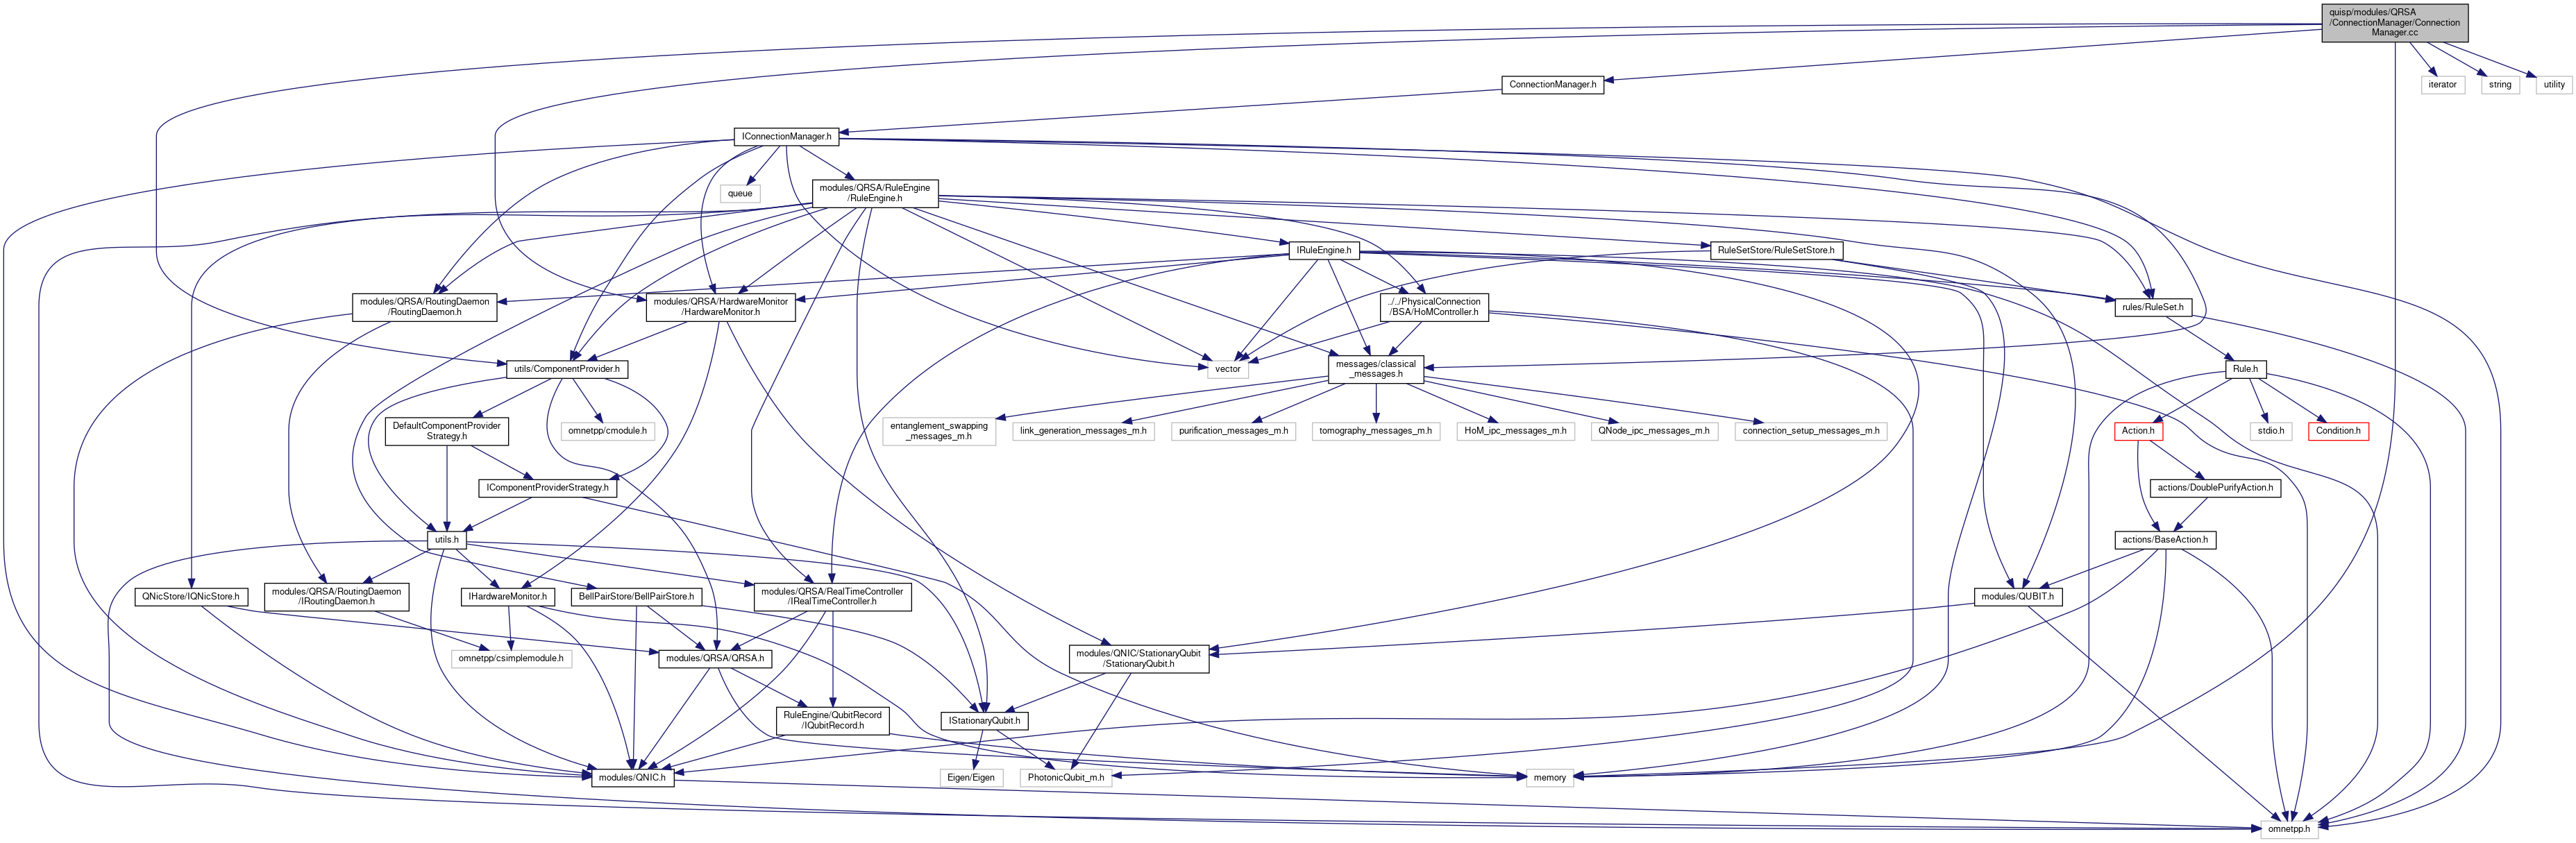 quisp/modules/QRSA
/ConnectionManager/Connection
Manager.cc
ConnectionManager.h
iterator
string
utility
IConnectionManager.h
queue
modules/QRSA/RuleEngine
/RuleEngine.h
IRuleEngine.h
RuleSetStore/RuleSetStore.h
modules/QRSA/RoutingDaemon
/RoutingDaemon.h
modules/QRSA/HardwareMonitor
/HardwareMonitor.h
../../PhysicalConnection
/BSA/HoMController.h
rules/RuleSet.h
utils/ComponentProvider.h
vector
messages/classical
_messages.h
Rule.h
DefaultComponentProvider
Strategy.h
omnetpp/cmodule.h
entanglement_swapping
_messages_m.h
link_generation_messages_m.h
purification_messages_m.h
tomography_messages_m.h
HoM_ipc_messages_m.h
QNode_ipc_messages_m.h
connection_setup_messages_m.h
Action.h
stdio.h
Condition.h
IComponentProviderStrategy.h
actions/DoublePurifyAction.h
utils.h
actions/BaseAction.h
QNicStore/IQNicStore.h
modules/QRSA/RoutingDaemon
/IRoutingDaemon.h
IHardwareMonitor.h
BellPairStore/BellPairStore.h
modules/QRSA/RealTimeController
/IRealTimeController.h
modules/QUBIT.h
omnetpp/csimplemodule.h
modules/QRSA/QRSA.h
modules/QNIC/StationaryQubit
/StationaryQubit.h
RuleEngine/QubitRecord
/IQubitRecord.h
IStationaryQubit.h
modules/QNIC.h
Eigen/Eigen
PhotonicQubit_m.h
memory
omnetpp.h